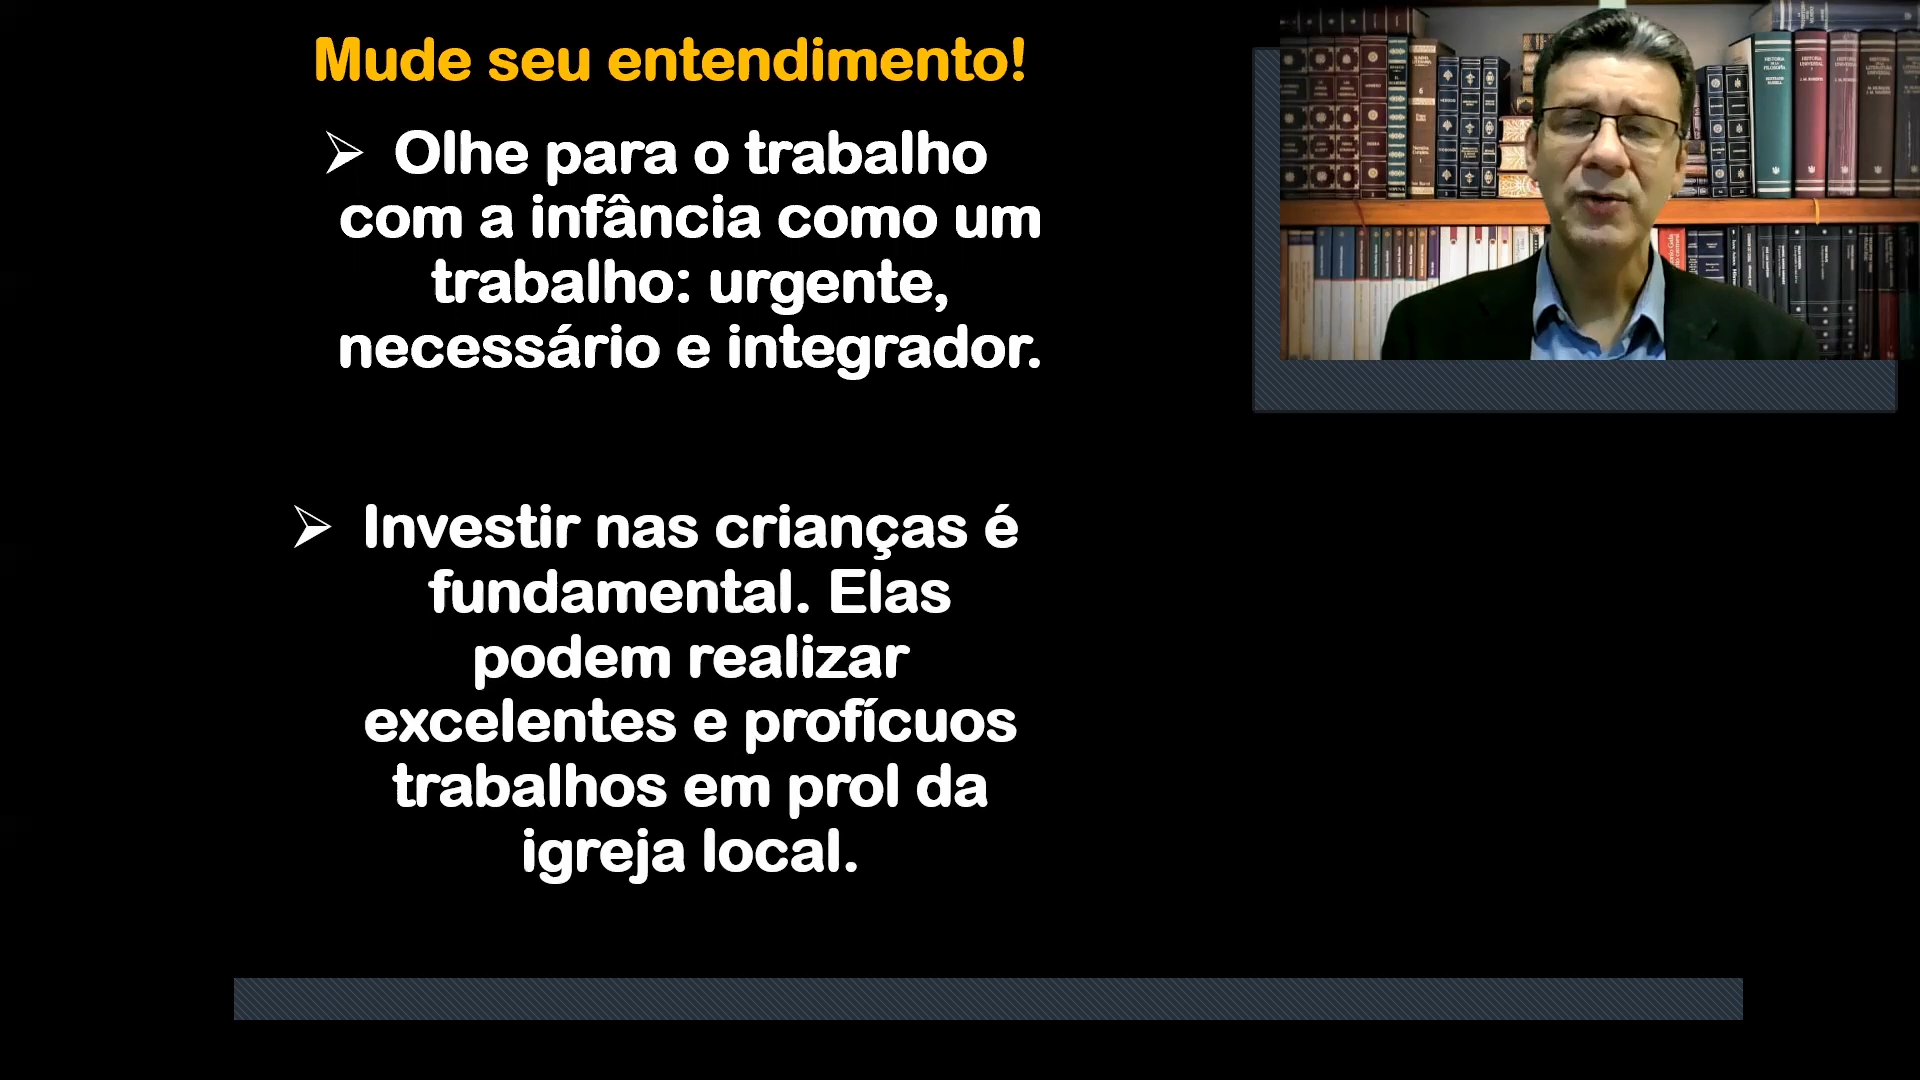 Mude seu entendimento!
➢ Olhe para o trabalho
com a infância como um
trabalho: urgente,
necessário e integrador.
➢ Investir nas crianças é
fundamental. Elas
podem realizar
excelentes e profícuos
trabalhos em prol da
igreja local.